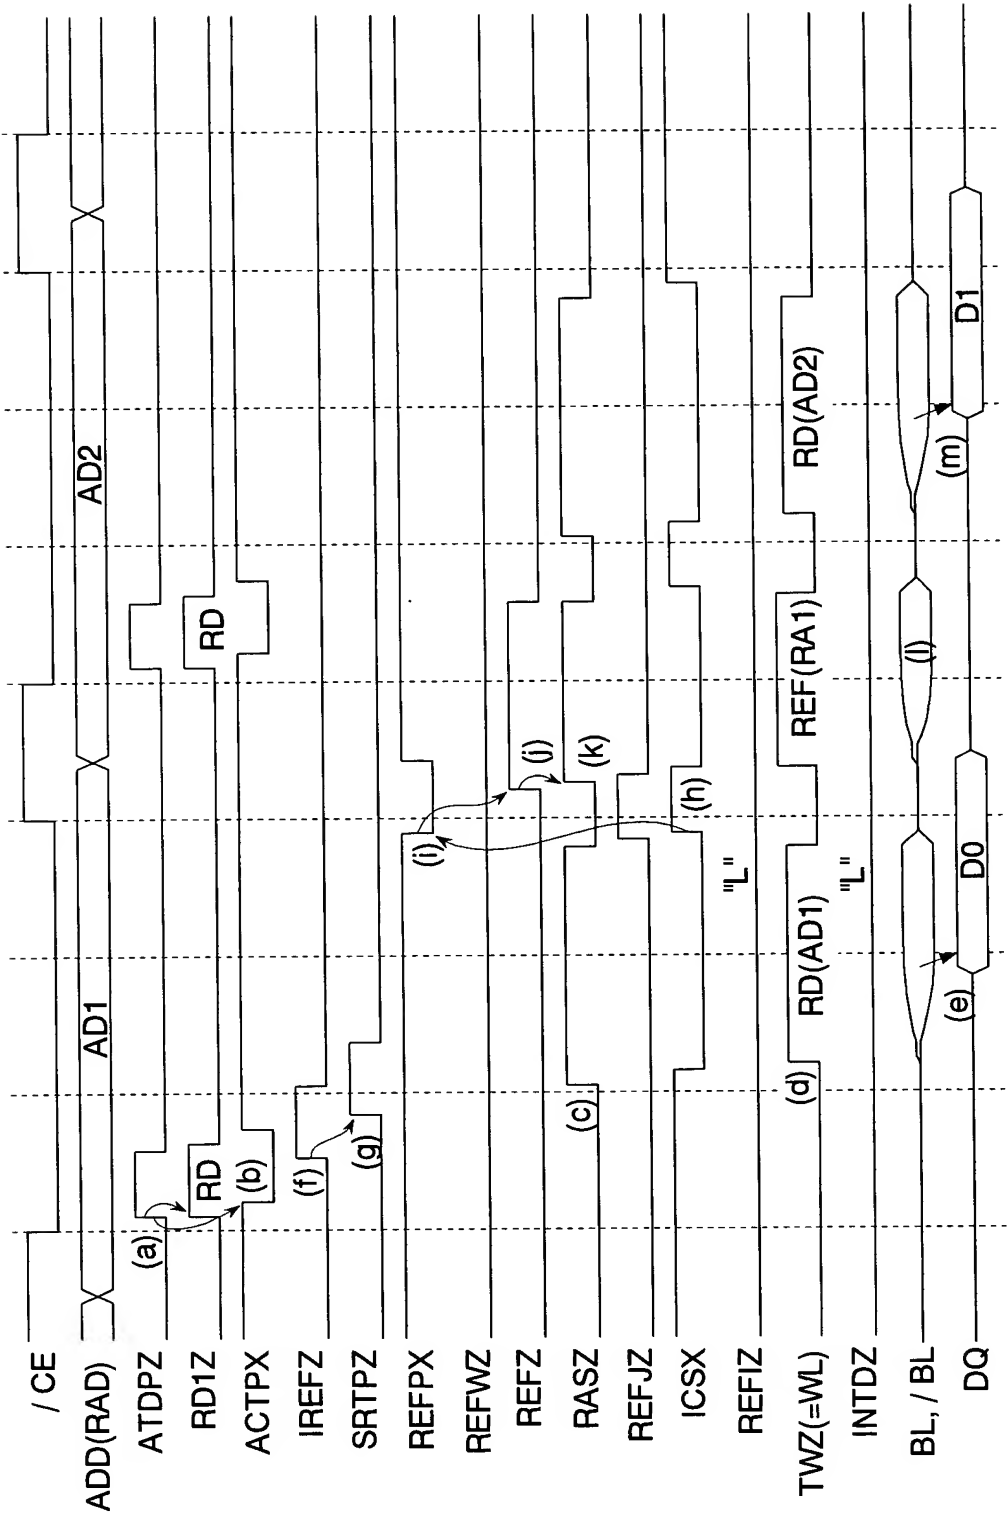 / CE
ADD(RAD) AD1 AD2
ATDPZ (a)
RD1Z RD RD
ACTPX (b)
IREFZ (f)
SRTPZ (g)
REFPX (i)
REFWZ
REFZ (j)
RASZ (c) (k)
REFJZ
ICSX (h)
REFIZ "L"
TWZ(=WL) (d) RD(AD1) REF(RA1) RD(AD2)
INTDZ "L"
BL, / BL (l)
DQ (e) D0 (m) D1